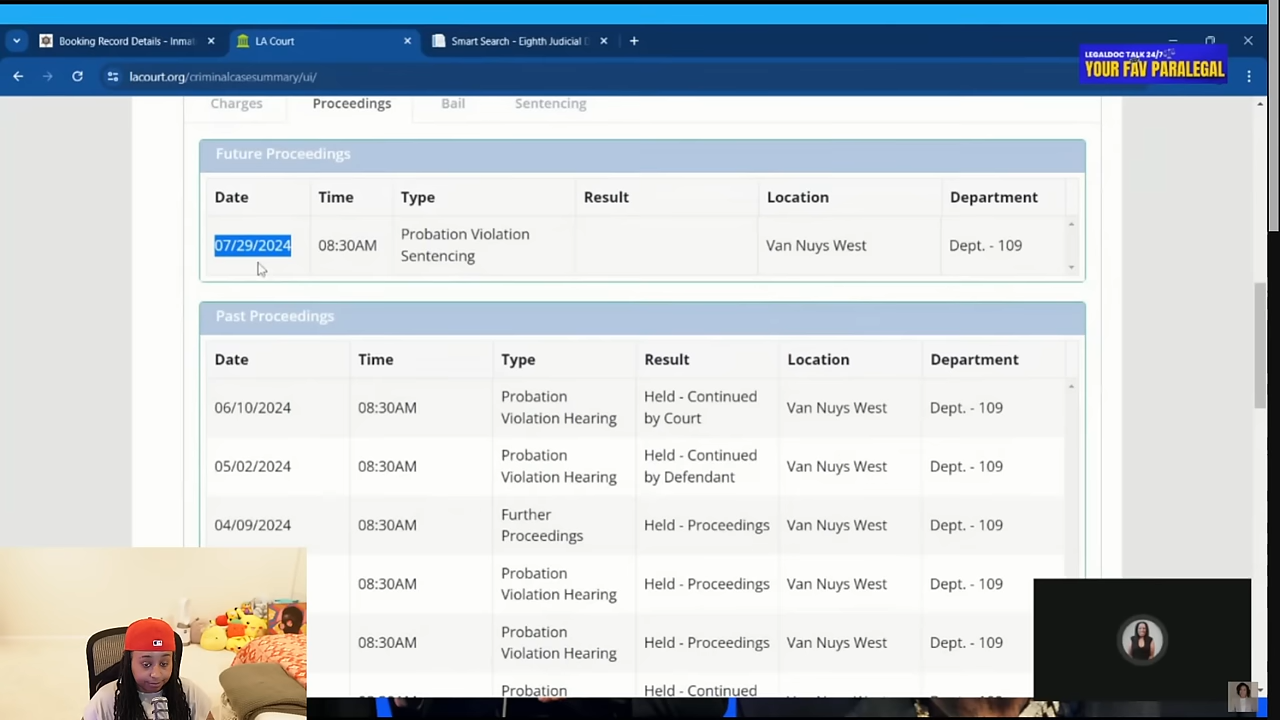 Booking Record Details - Inma
LA Court
Smart Search - Eighth Judicial
LEGALDOC TALK 24/7
YOUR FAV PARALEGAL
lacourt.org/criminalcasesummary/ui/
Charges Proceedings Bail Sentencing
Future Proceedings
Date Time Type Result Location Department
07/29/2024 08:30AM Probation Violation Sentencing Van Nuys West Dept. - 109
Past Proceedings
Date Time Type Result Location Department
06/10/2024 08:30AM Probation Violation Hearing Held - Continued by Court Van Nuys West Dept. - 109
05/02/2024 08:30AM Probation Violation Hearing Held - Continued by Defendant Van Nuys West Dept. - 109
04/09/2024 08:30AM Further Proceedings Held - Proceedings Van Nuys West Dept. - 109
08:30AM Probation Violation Hearing Held - Proceedings Van Nuys West Dept. - 109
08:30AM Probation Violation Hearing Held - Proceedings Van Nuys West Dept. - 109
Probation Held - Continued